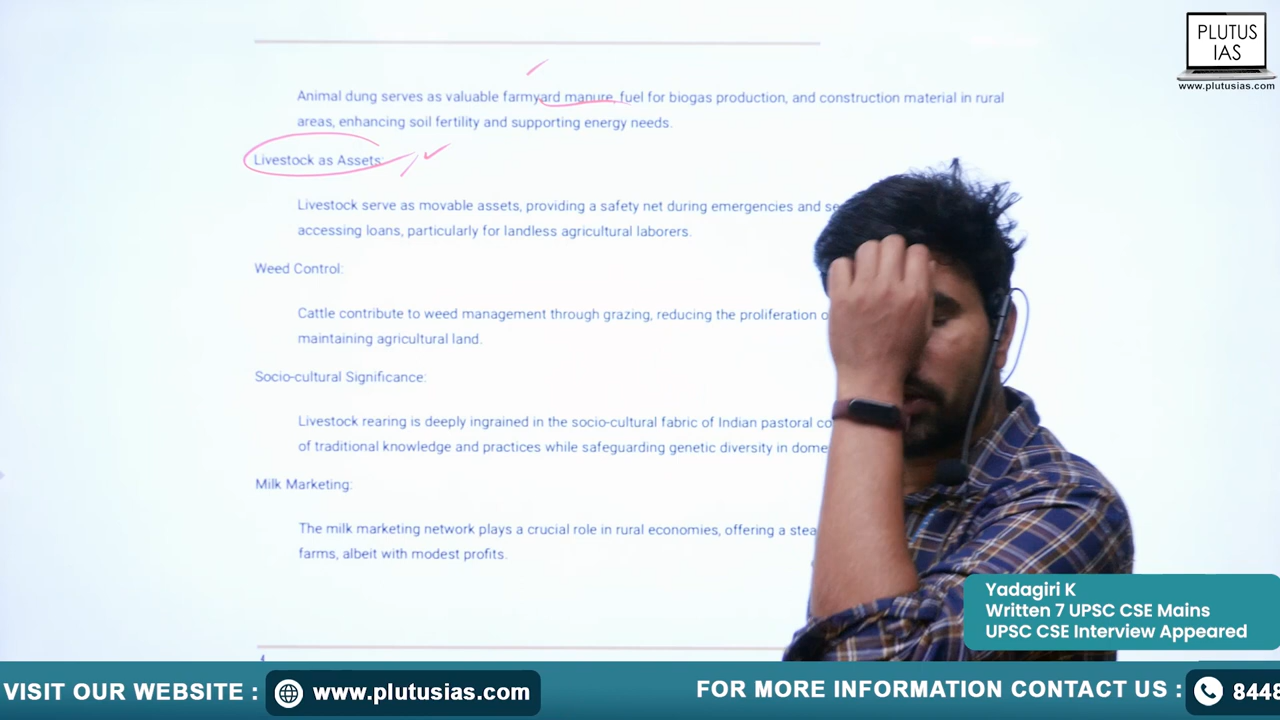 PLUTUS
IAS
www.plutusias.com
Animal dung serves as valuable farmyard manure, fuel for biogas production, and construction material in rural
areas, enhancing soil fertility and supporting energy needs.
Livestock as Assets:
Livestock serve as movable assets, providing a safety net during emergencies and
accessing loans, particularly for landless agricultural laborers.
Weed Control:
Cattle contribute to weed management through grazing, reducing the proliferation
maintaining agricultural land.
Socio-cultural Significance:
Livestock rearing is deeply ingrained in the socio-cultural fabric of Indian pastoral
of traditional knowledge and practices while safeguarding genetic diversity in
Milk Marketing:
The milk marketing network plays a crucial role in rural economies, offering a
farms, albeit with modest profits.
Yadagiri K
Written 7 UPSC CSE Mains
UPSC CSE Interview Appeared
VISIT OUR WEBSITE : www.plutusias.com
FOR MORE INFORMATION CONTACT US : 8448